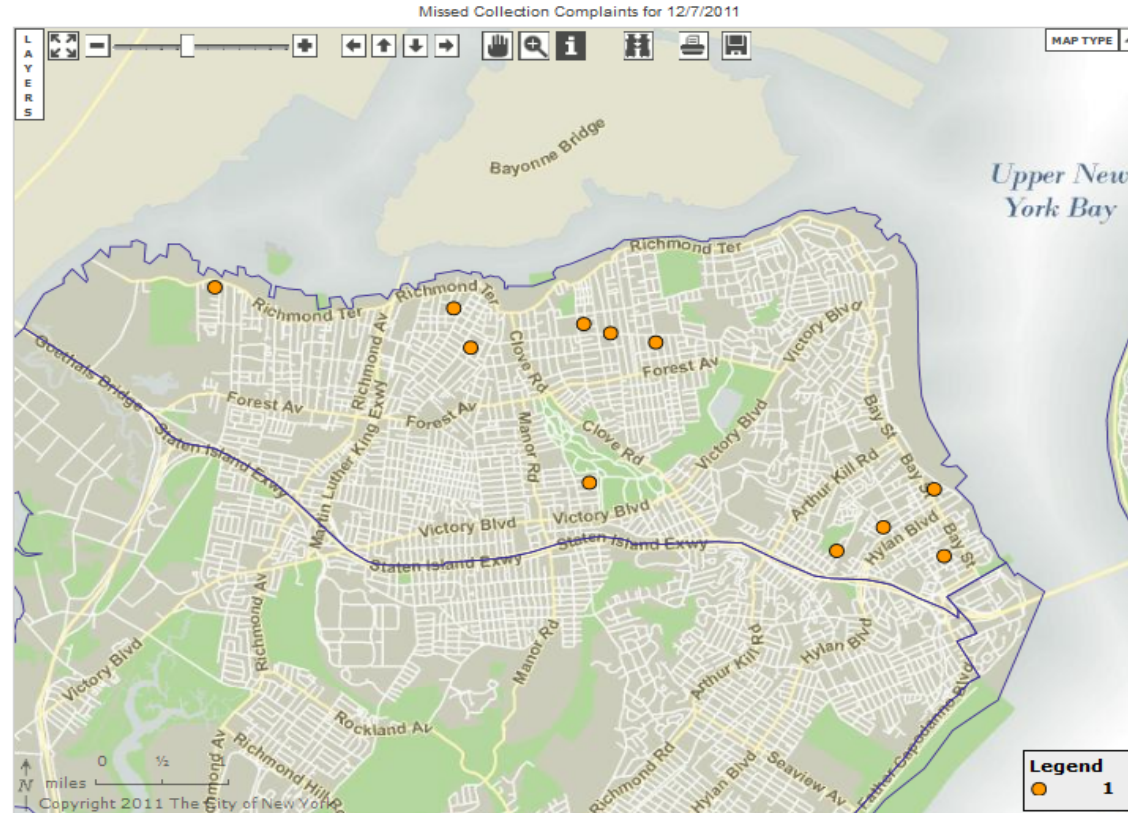 Missed Collection Complaints for 12/7/2011
LAYERS
MAP TYPE
Bayonne Bridge
Upper New
York Bay
Richmond Ter
Richmond Ter
Richmond Ter
Goethals Bridge
Richmond Av
Clove Rd
Victory Blvd
Forest Av
Forest Av
Forest Av
Staten Island Exwy
Martin Luther King Exwy
Manor Rd
Clove Rd
Victory Blvd
Bay St
Arthur Kill Rd
Bay St
Victory Blvd
Victory Blvd
Hylan Blvd
Bay St
Staten Island Exwy
Staten Island Exwy
Richmond Av
Victory Blvd
Manor Rd
Arthur Kill Rd
Hylan Blvd
Rockland Av
Richmond Hill R
hmond Av
Richmond Rd
Hylan Blvd
Seaview Av
Father Capodanno Blvd
0 ½ 1
N miles
Copyright 2011 The City of New York
Legend
1